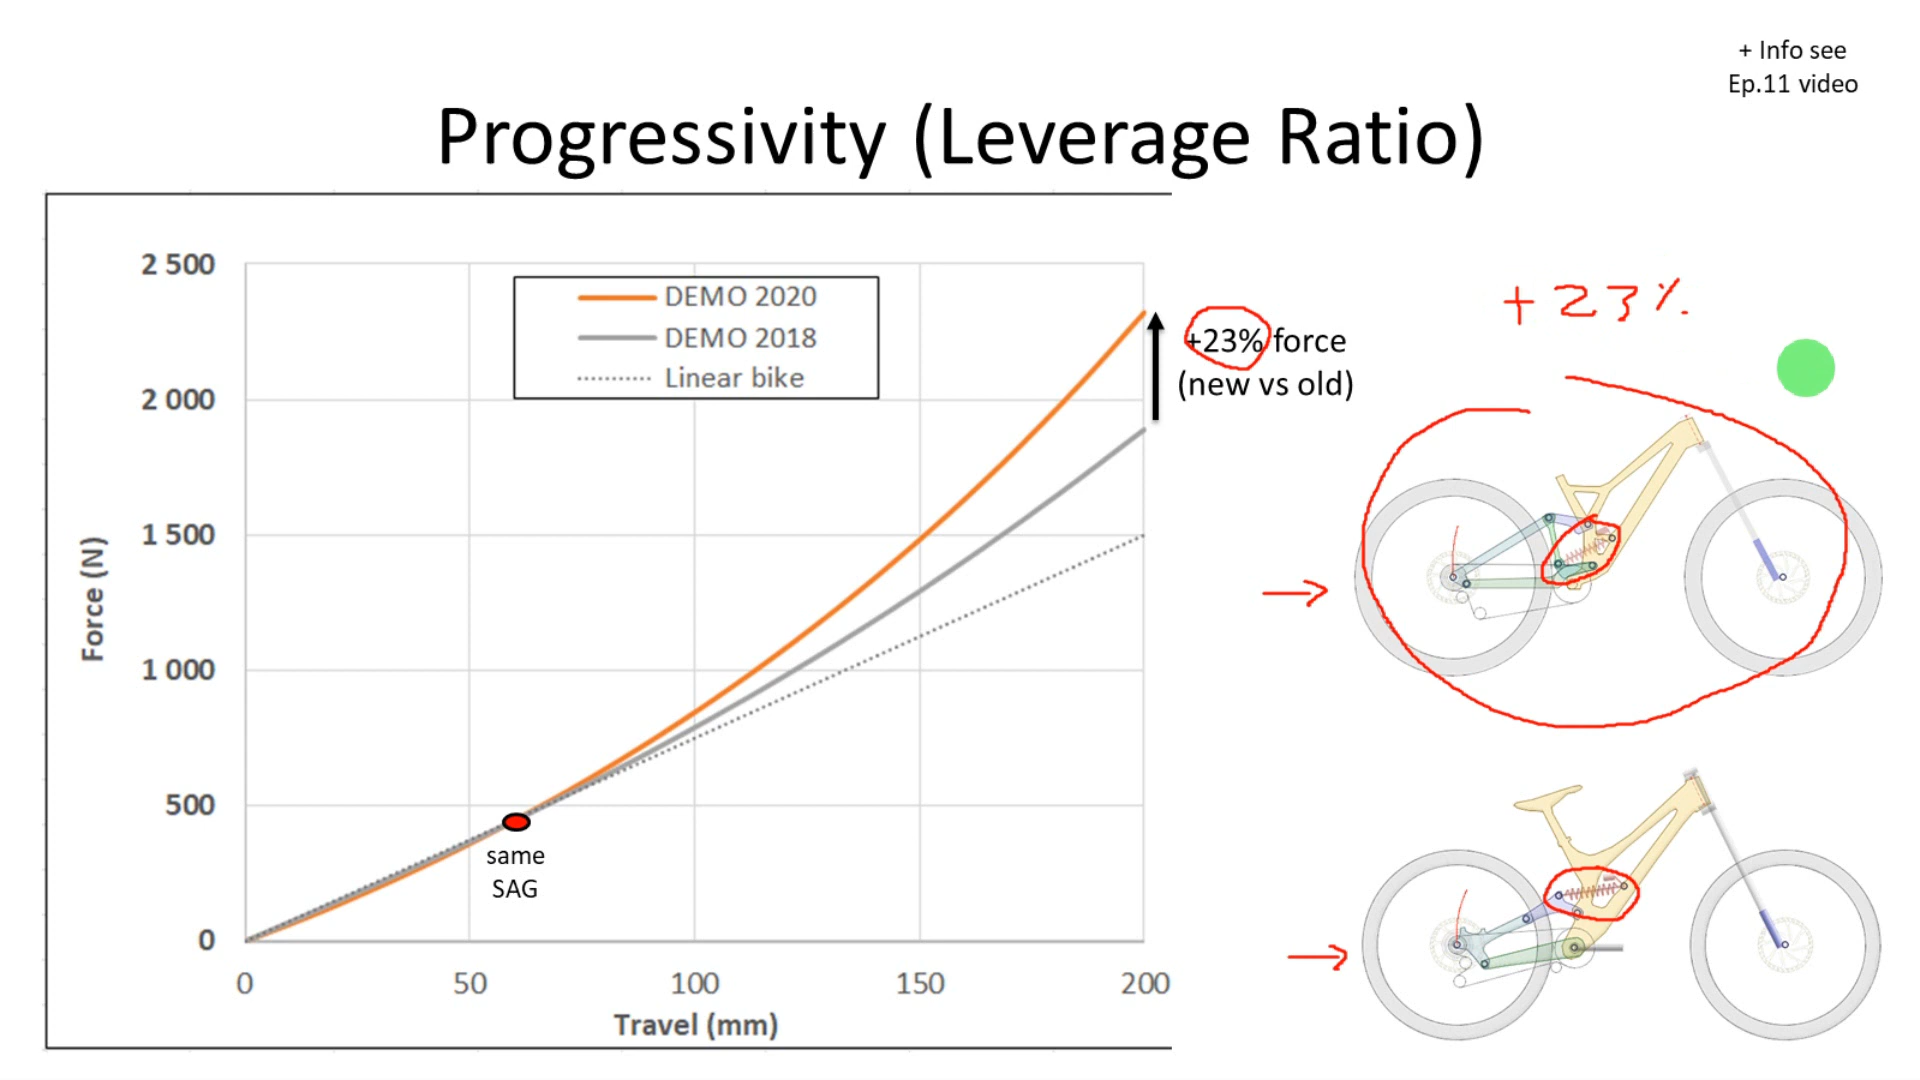 + Info see
Ep.11 video
Progressivity (Leverage Ratio)
2 500
2 000
1 500
1 000
500
0
Force (N)
DEMO 2020
DEMO 2018
Linear bike
+23% force
(new vs old)
+23%
same
SAG
0 50 100 150 200
Travel (mm)